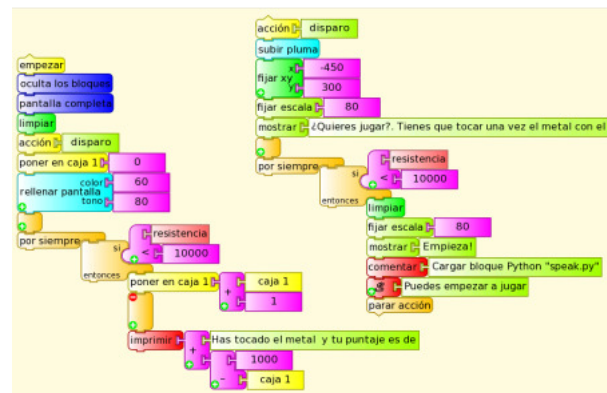 empezar
oculta los bloques
pantalla completa
limpiar
acción disparo
poner en caja 1 0
rellenar pantalla color 60
tono 80
por siempre
si resistencia
< 10000
entonces
poner en caja 1 + caja 1
1
imprimir + Has tocado el metal y tu puntaje es de
1000
- caja 1
acción disparo
subir pluma
fijar xy x -450
y 300
fijar escala 80
mostrar ¿Quieres jugar?. Tienes que tocar una vez el metal con el
por siempre
si resistencia
< 10000
entonces
limpiar
fijar escala 80
mostrar Empieza!
comentar Cargar bloque Python "speak.py"
Puedes empezar a jugar
parar acción